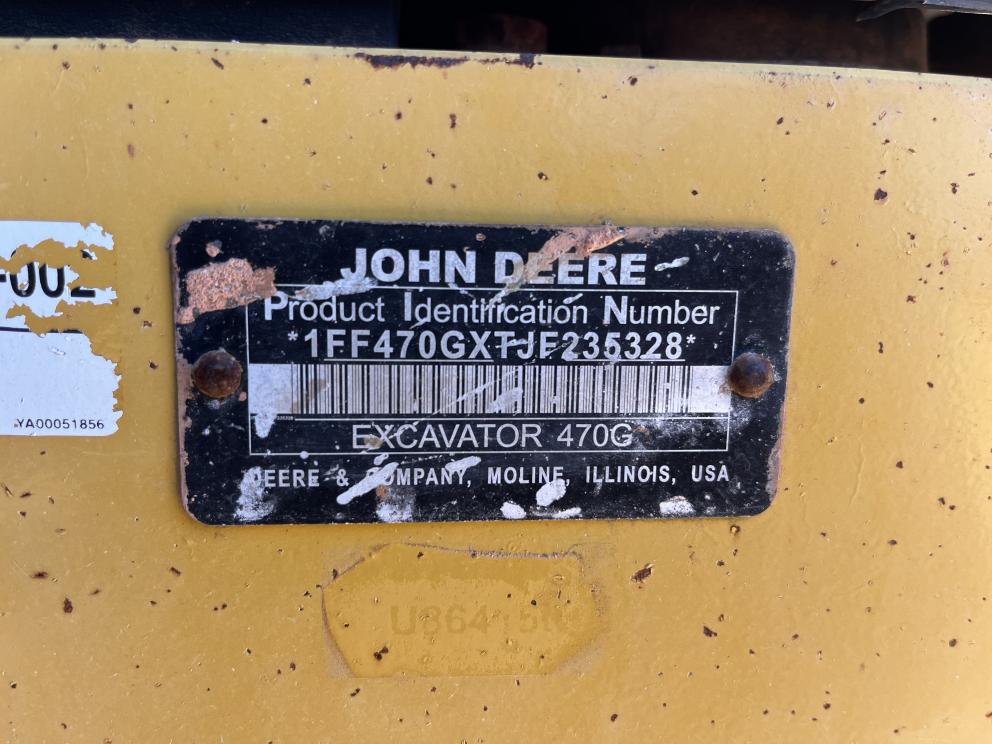 JOHN DEERE
Product Identification Number
*1FF470GXTJF235328*
EXCAVATOR 470G
DEERE & COMPANY, MOLINE, ILLINOIS, USA
YA00051856